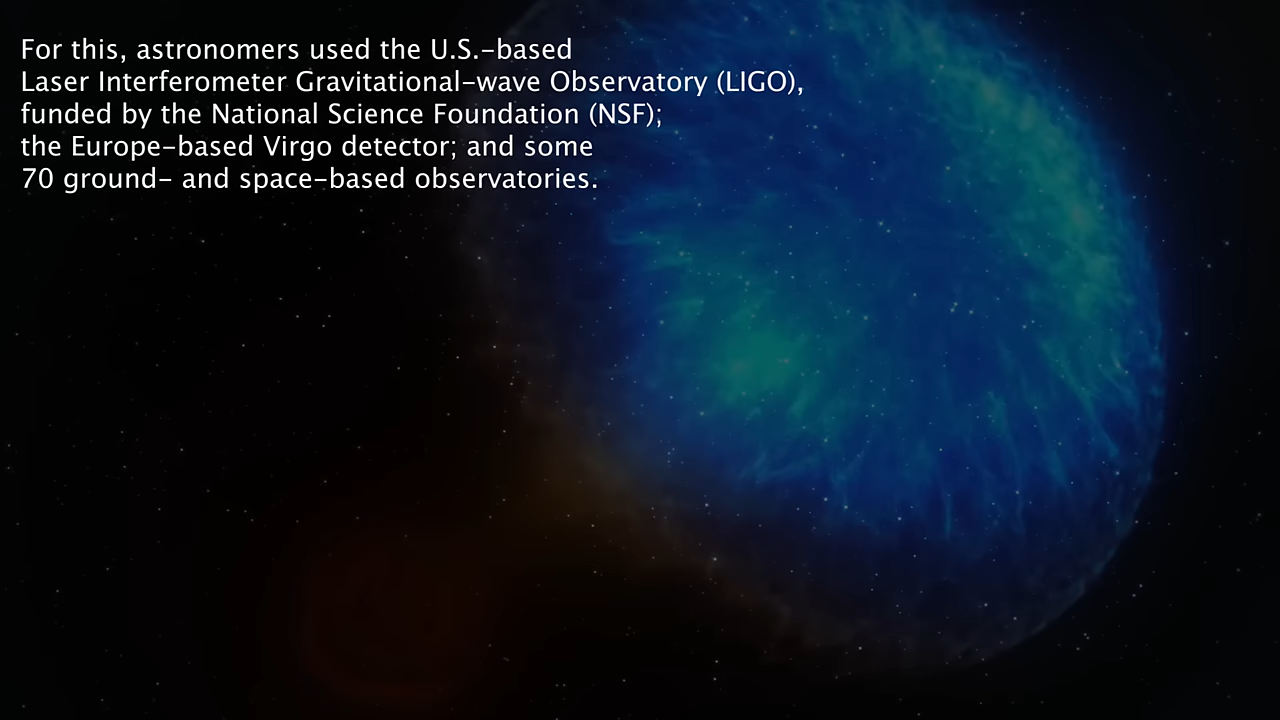 For this, astronomers used the U.S.-based
Laser Interferometer Gravitational-wave Observatory (LIGO),
funded by the National Science Foundation (NSF);
the Europe-based Virgo detector; and some
70 ground- and space-based observatories.